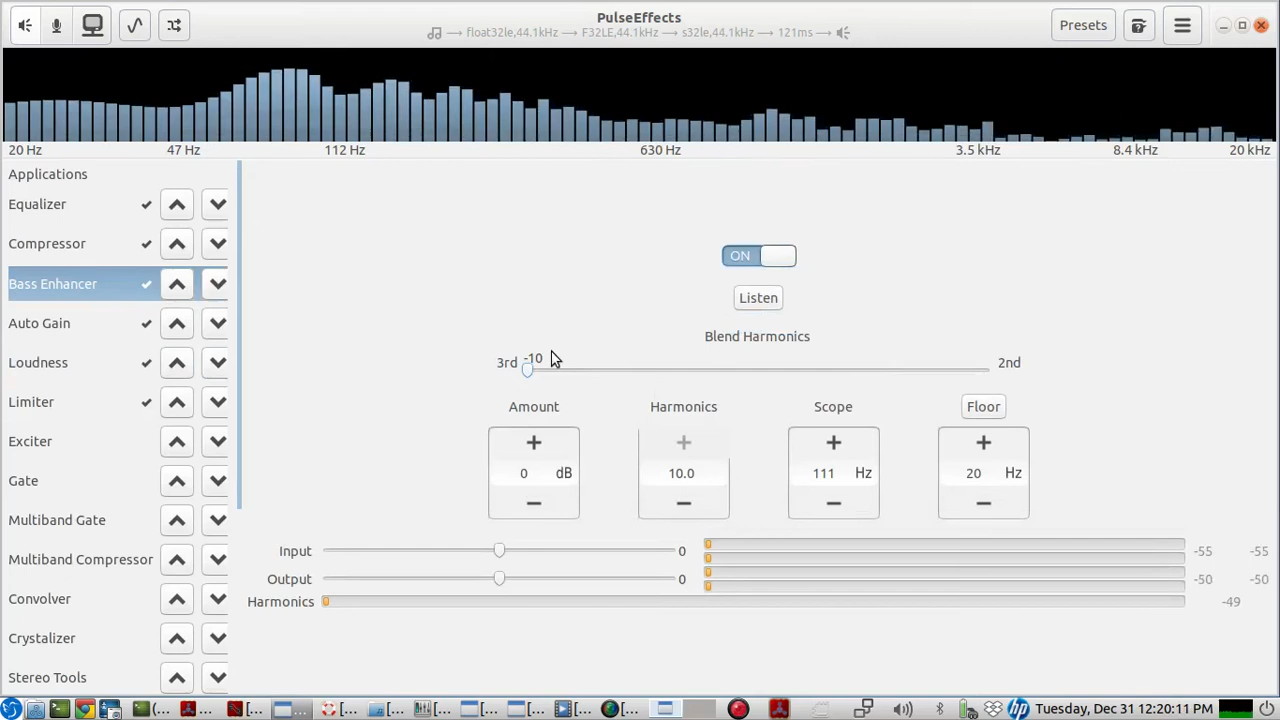 PulseEffects
float32le,44.1kHz F32LE,44.1kHz s32le,44.1kHz 121ms
Presets
20 Hz 47 Hz 112 Hz 630 Hz 3.5 kHz 8.4 kHz 20 kHz
Applications
Equalizer
Compressor
Bass Enhancer
Auto Gain
Loudness
Limiter
Exciter
Gate
Multiband Gate
Multiband Compressor
Convolver
Crystalizer
Stereo Tools
ON
Listen
Blend Harmonics
3rd -10 2nd
Amount Harmonics Scope Floor
0 dB 10.0 111 Hz 20 Hz
Input 0 -55 -55
Output 0 -50 -50
Harmonics -49
(... [... [... [... [... [... [... [... [... [... [...
Tuesday, Dec 31 12:20:11 PM